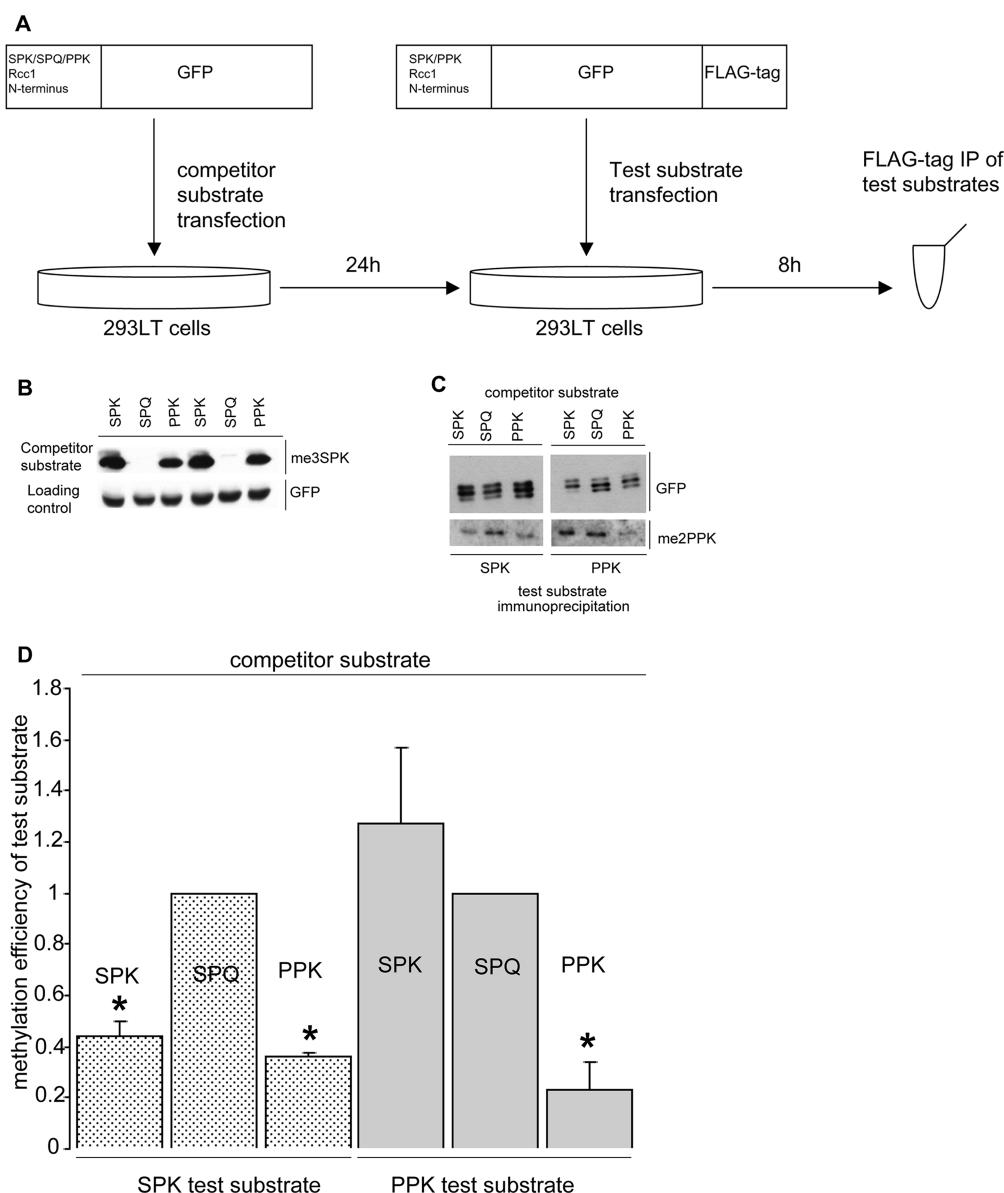 A
SPK/SPQ/PPK
Rcc1
N-terminus
GFP
SPK/PPK
Rcc1
N-terminus
GFP
FLAG-tag
competitor
substrate
transfection
Test substrate
transfection
FLAG-tag IP of
test substrates
24h
8h
293LT cells
293LT cells
B
SPK
SPQ
PPK
SPK
SPQ
PPK
Competitor
substrate
me3SPK
Loading
control
GFP
C
competitor substrate
SPK
SPQ
PPK
SPK
SPQ
PPK
GFP
me2PPK
SPK
PPK
test substrate
immunoprecipitation
D
competitor substrate
methylation efficiency of test substrate
1.8
1.6
1.4
1.2
1
0.8
0.6
0.4
0.2
0
SPK
*
SPQ
PPK
*
SPK
SPQ
PPK
*
SPK test substrate
PPK test substrate